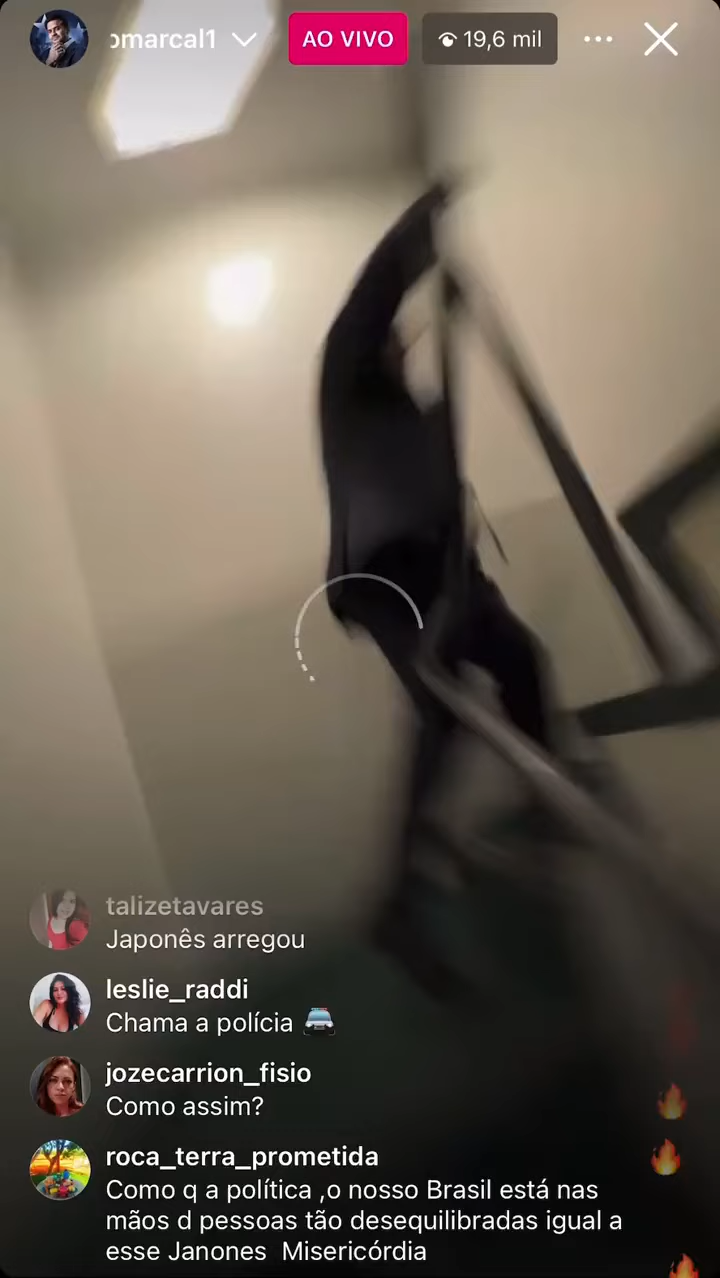 omarcal1
AO VIVO
19,6 mil
talizetavares
Japonês arregou
leslie_raddi
Chama a polícia
jozecarrion_fisio
Como assim?
roca_terra_prometida
Como q a política ,o nosso Brasil está nas
mãos d pessoas tão desequilibradas igual a
esse Janones Misericórdia